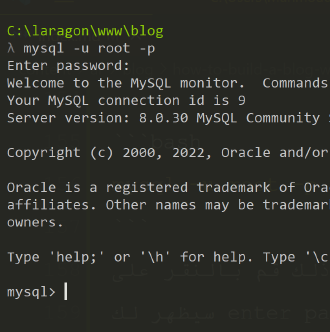 C:\laragon\www\blog
λ mysql -u root -p
Enter password:
Welcome to the MySQL monitor.  Commands
Your MySQL connection id is 9
Server version: 8.0.30 MySQL Community
Copyright (c) 2000, 2022, Oracle and/or
Oracle is a registered trademark of Ora
affiliates. Other names may be trademar
owners.
Type 'help;' or '\h' for help. Type '\c
mysql>